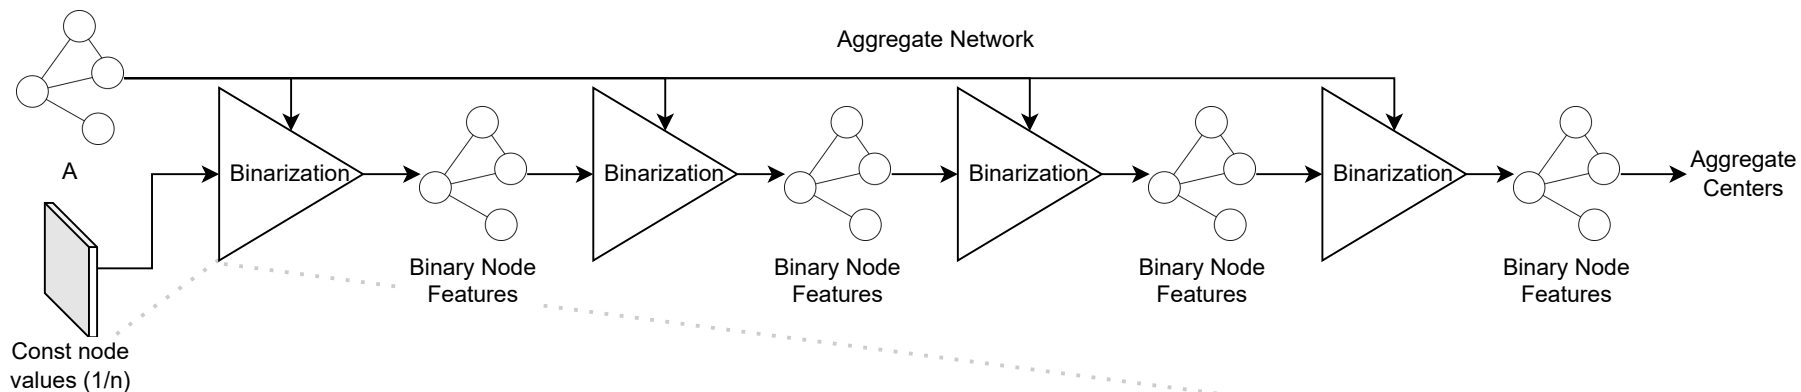 Aggregate Network
A
Binarization
Binarization
Binarization
Binarization
Aggregate
Centers
Binary Node
Features
Binary Node
Features
Binary Node
Features
Binary Node
Features
Const node
values (1/n)